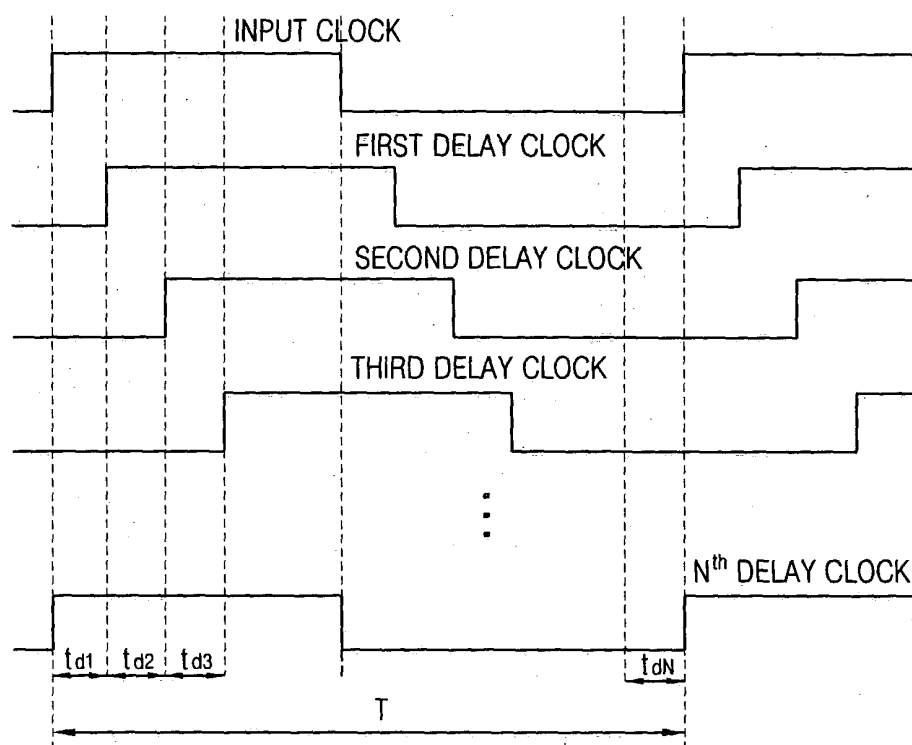 INPUT CLOCK
FIRST DELAY CLOCK
SECOND DELAY CLOCK
THIRD DELAY CLOCK
Nth DELAY CLOCK
td1 td2 td3 tdN
T